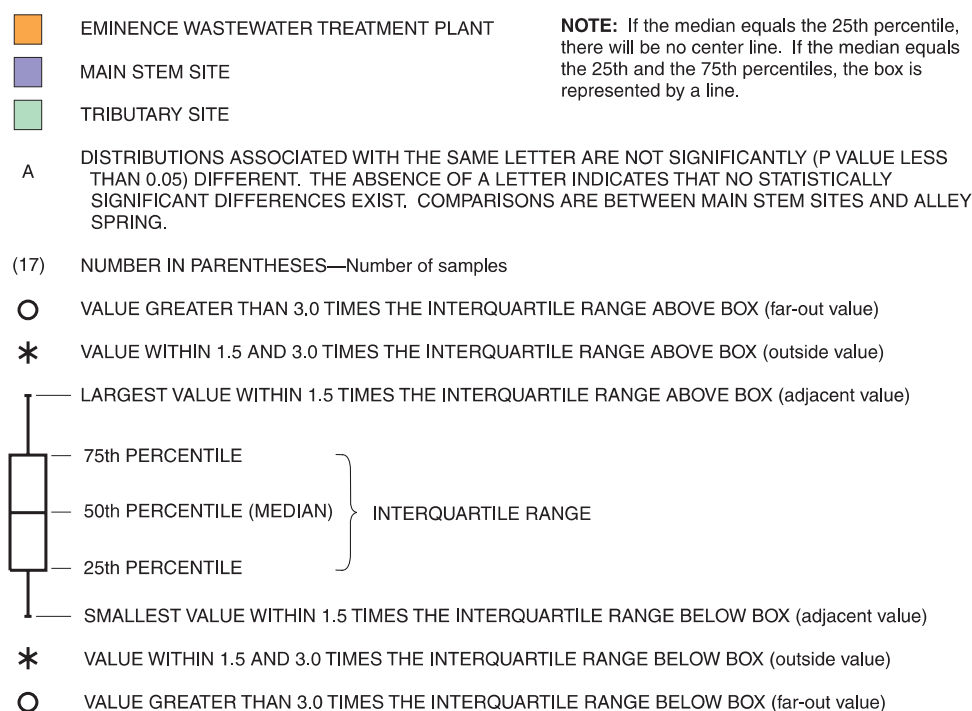 EMINENCE WASTEWATER TREATMENT PLANT
MAIN STEM SITE
TRIBUTARY SITE
NOTE: If the median equals the 25th percentile,
there will be no center line. If the median equals
the 25th and the 75th percentiles, the box is
represented by a line.
A
DISTRIBUTIONS ASSOCIATED WITH THE SAME LETTER ARE NOT SIGNIFICANTLY (P VALUE LESS
THAN 0.05) DIFFERENT. THE ABSENCE OF A LETTER INDICATES THAT NO STATISTICALLY
SIGNIFICANT DIFFERENCES EXIST. COMPARISONS ARE BETWEEN MAIN STEM SITES AND ALLEY
SPRING.
(17) NUMBER IN PARENTHESES—Number of samples
VALUE GREATER THAN 3.0 TIMES THE INTERQUARTILE RANGE ABOVE BOX (far-out value)
VALUE WITHIN 1.5 AND 3.0 TIMES THE INTERQUARTILE RANGE ABOVE BOX (outside value)
LARGEST VALUE WITHIN 1.5 TIMES THE INTERQUARTILE RANGE ABOVE BOX (adjacent value)
75th PERCENTILE
50th PERCENTILE (MEDIAN)
INTERQUARTILE RANGE
25th PERCENTILE
SMALLEST VALUE WITHIN 1.5 TIMES THE INTERQUARTILE RANGE BELOW BOX (adjacent value)
VALUE WITHIN 1.5 AND 3.0 TIMES THE INTERQUARTILE RANGE BELOW BOX (outside value)
VALUE GREATER THAN 3.0 TIMES THE INTERQUARTILE RANGE BELOW BOX (far-out value)